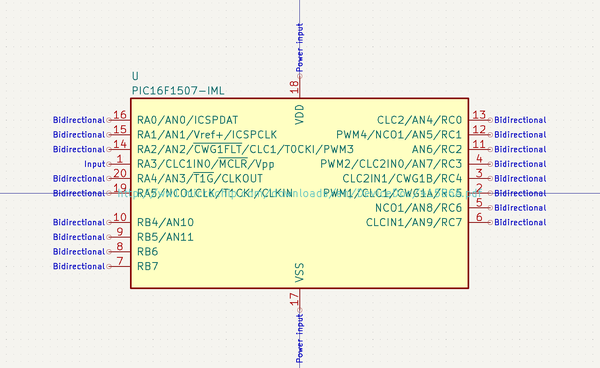 Power input
18
VDD
U
PIC16F1507-IML
Bidirectional 16 RA0/AN0/ICSPDAT CLC2/AN4/RC0 13 Bidirectional
Bidirectional 15 RA1/AN1/Vref+/ICSPCLK PWM4/NCO1/AN5/RC1 12 Bidirectional
Bidirectional 14 RA2/AN2/CWG1FLT/CLC1/T0CKI/PWM3 AN6/RC2 11 Bidirectional
Input 1 RA3/CLC1IN0/MCLR/Vpp PWM2/CLC2IN0/AN7/RC3 4 Bidirectional
Bidirectional 20 RA4/AN3/T1G/CLKOUT CLC2IN1/CWG1B/RC4 3 Bidirectional
Bidirectional 19 RA5/NCO1CLK/T1CKI/CLKIN PWM1/CLC1/CWG1A/RC5 2 Bidirectional
NCO1/AN8/RC6 5 Bidirectional
Bidirectional 10 RB4/AN10 CLCIN1/AN9/RC7 6 Bidirectional
Bidirectional 9 RB5/AN11
Bidirectional 8 RB6
Bidirectional 7 RB7
VSS
17
Power input